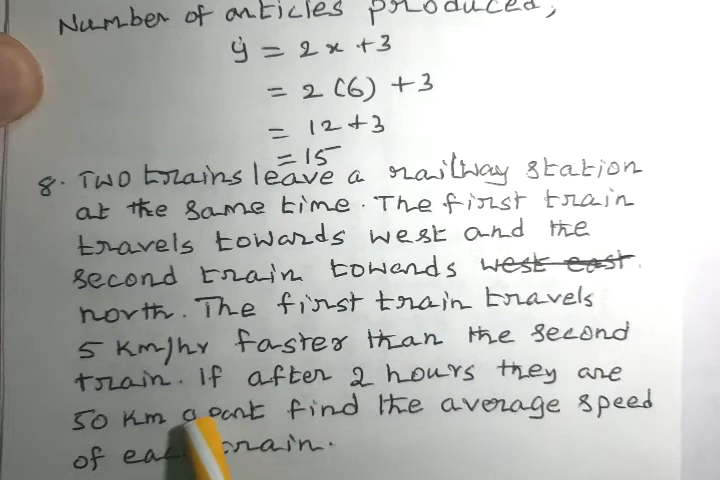 Number of articles produced,
y = 2x + 3
= 2 (6) + 3
= 12 + 3
= 15
8. Two trains leave a railway station
at the same time. The first train
travels towards west and the
second train towards west east.
north. The first train travels
5 km/hr faster than the second
train. If after 2 hours they are
50 km apart find the average speed
of each train.